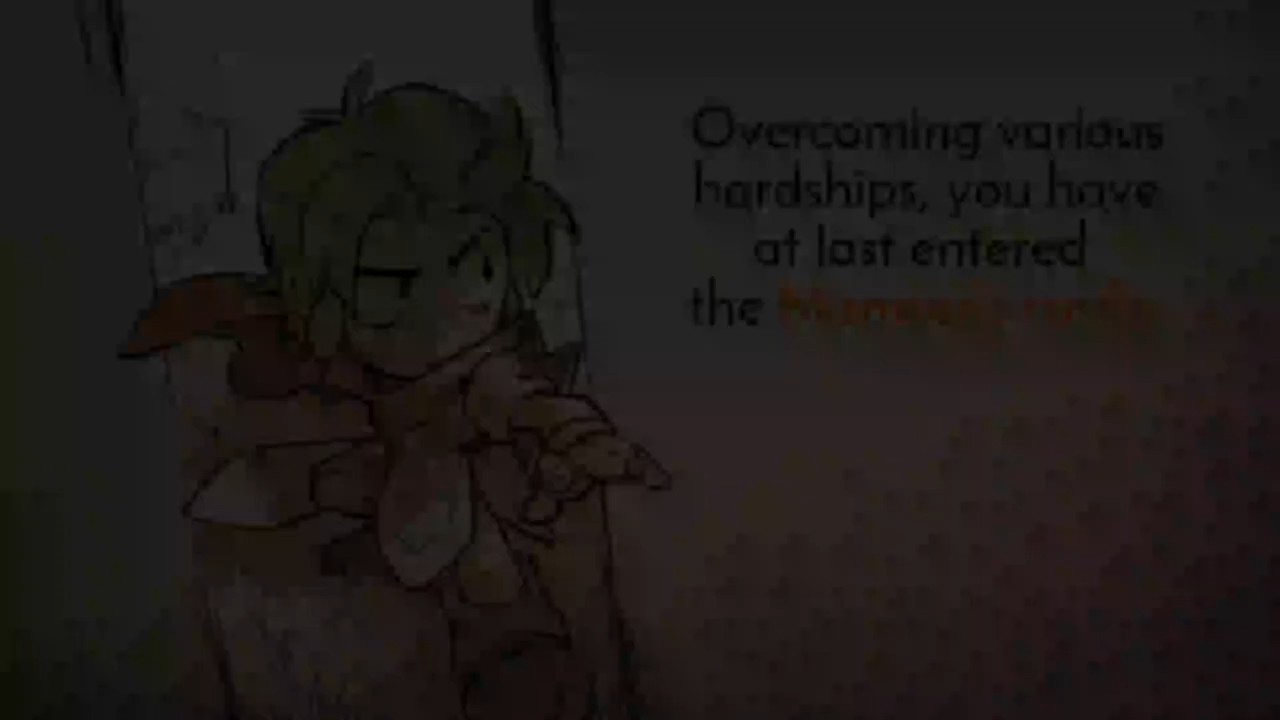 Overcoming various
hardships, you have
at last entered
the